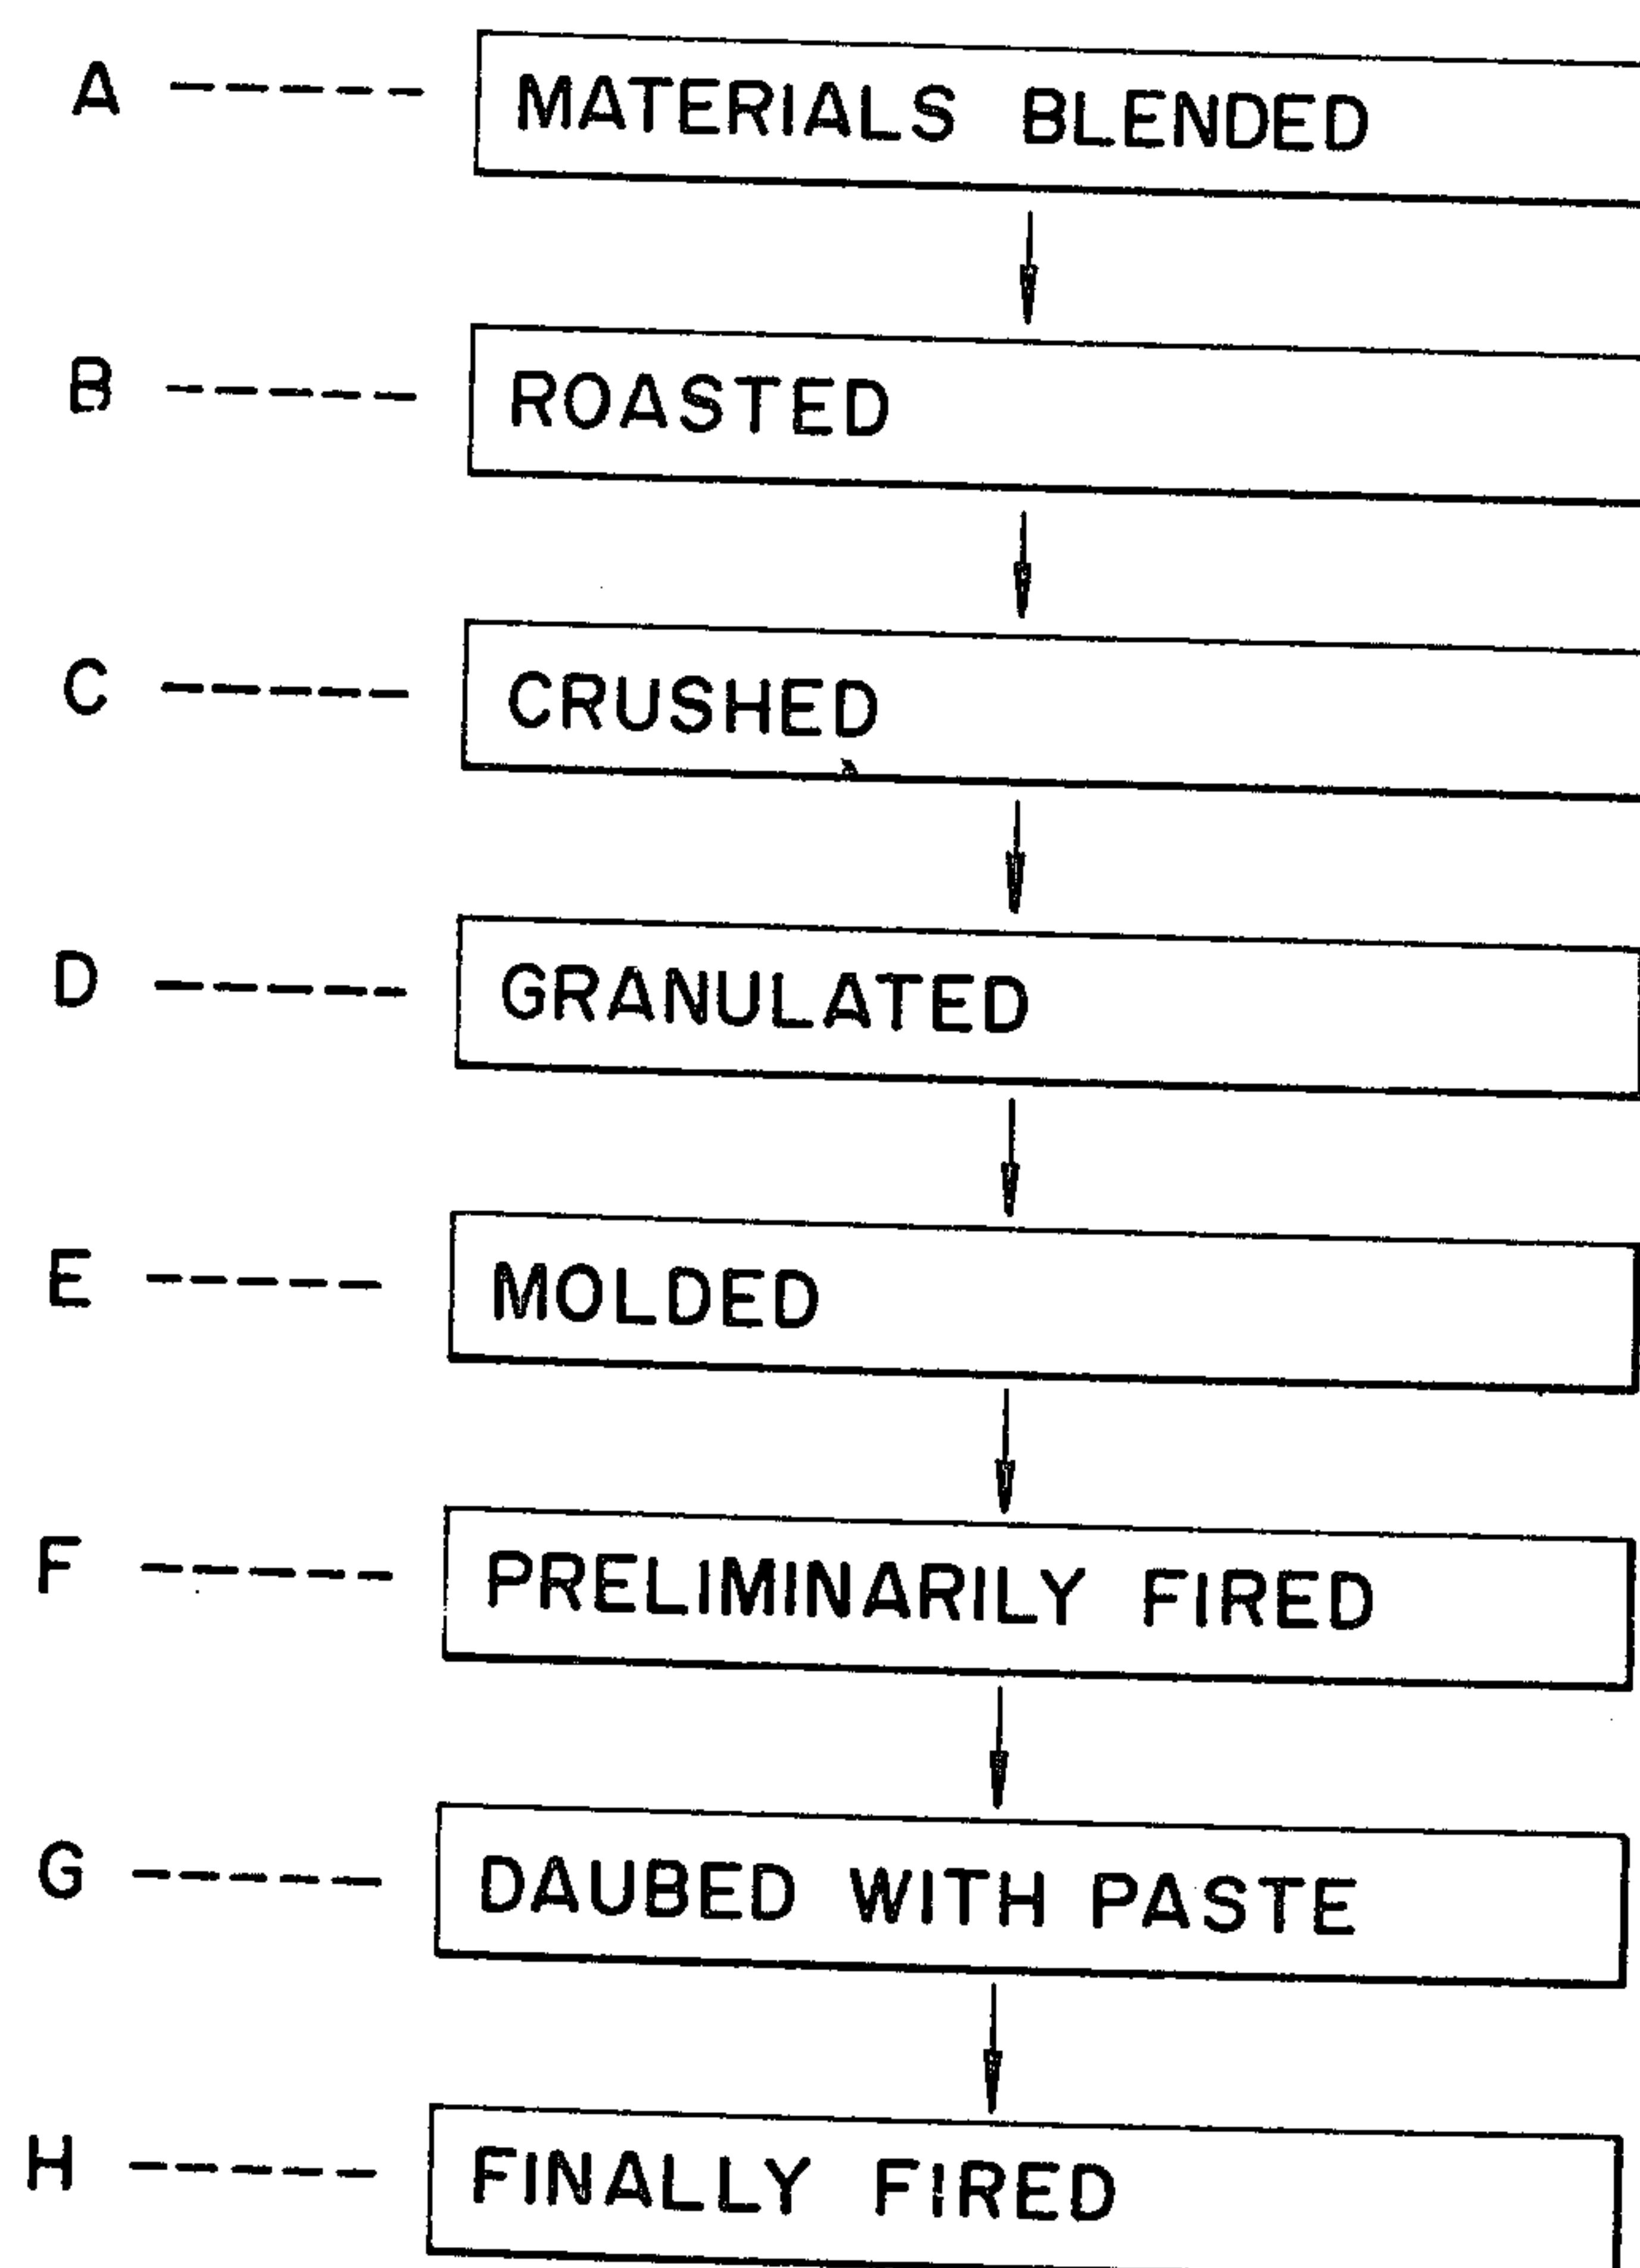 A MATERIALS BLENDED
B ROASTED
C CRUSHED
D GRANULATED
E MOLDED
F PRELIMINARILY FIRED
G DAUBED WITH PASTE
H FINALLY FIRED